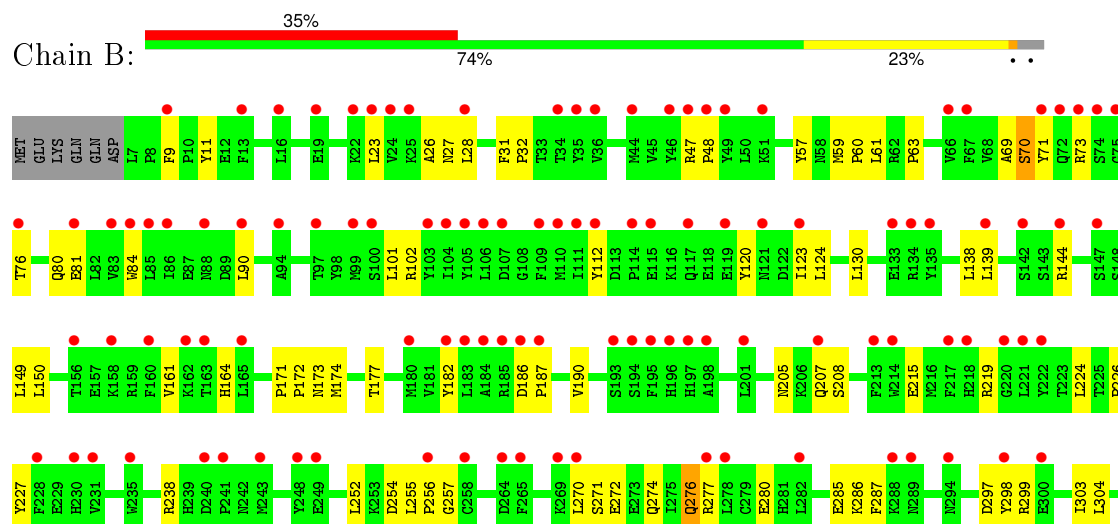 35%
Chain B:
74% 23% • •
MET GLU LYS GLN GLN ASP L7 P8 F9 P10 Y11 E12 F13 L16 E19 K22 L23 V24 K25 A26 N27 L28 F31 P32 T33 T34 Y35 V36 M44 V45 Y46 R47 P48 Y49 L50 K51 Y57 N58 M59 P60 L61 R62 P63 V66 F67 V68 A69 S70 Y71 Q72 R73 S74 G75
T76 Q80 E81 L82 V83 W84 L85 I86 E87 N88 D89 L90 A94 T97 Y98 M99 S100 L101 R102 Y103 I104 Y105 L106 D107 G108 F109 M110 I111 Y112 D113 P114 E115 K116 Q117 E118 E119 Y120 N121 D122 I123 L124 L130 E133 R134 Y135 L138 L139 S142 S143 R144 S147 S148
L149 L150 T156 E157 K158 R159 F160 V161 K162 T163 H164 L165 P171 P172 N173 M174 T177 M180 V181 Y182 L183 A184 R185 D186 P187 V190 S193 S194 F195 H196 H197 A198 L201 N205 K206 Q207 S208 F213 W214 E215 M216 F217 H218 R219 G220 L221 Y222 T223 L224 T225 P226
Y227 F228 E229 H230 V231 W235 R238 H239 D240 P241 N242 M243 Y248 E249 L252 K253 D254 L255 P256 G257 C258 D264 F265 K269 L270 S271 E272 E273 Q274 I275 Q276 R277 L278 C279 E280 H281 L282 E285 K286 F287 K288 N289 N294 D297 Y298 R299 E300 I303 L304